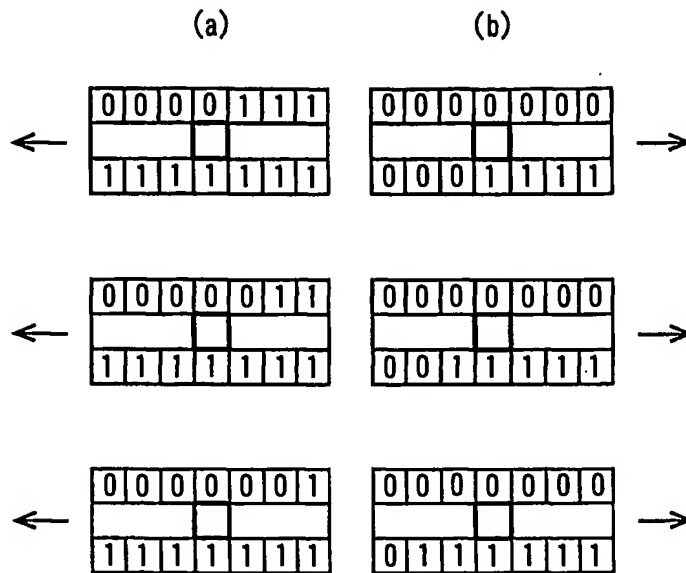 (a) (b)
0 0 0 0 1 1 1 0 0 0 0 0 0 0
1 1 1 1 1 1 1 0 0 0 1 1 1 1
0 0 0 0 0 1 1 0 0 0 0 0 0 0
1 1 1 1 1 1 1 0 0 1 1 1 1 1
0 0 0 0 0 0 1 0 0 0 0 0 0 0
1 1 1 1 1 1 1 0 1 1 1 1 1 1